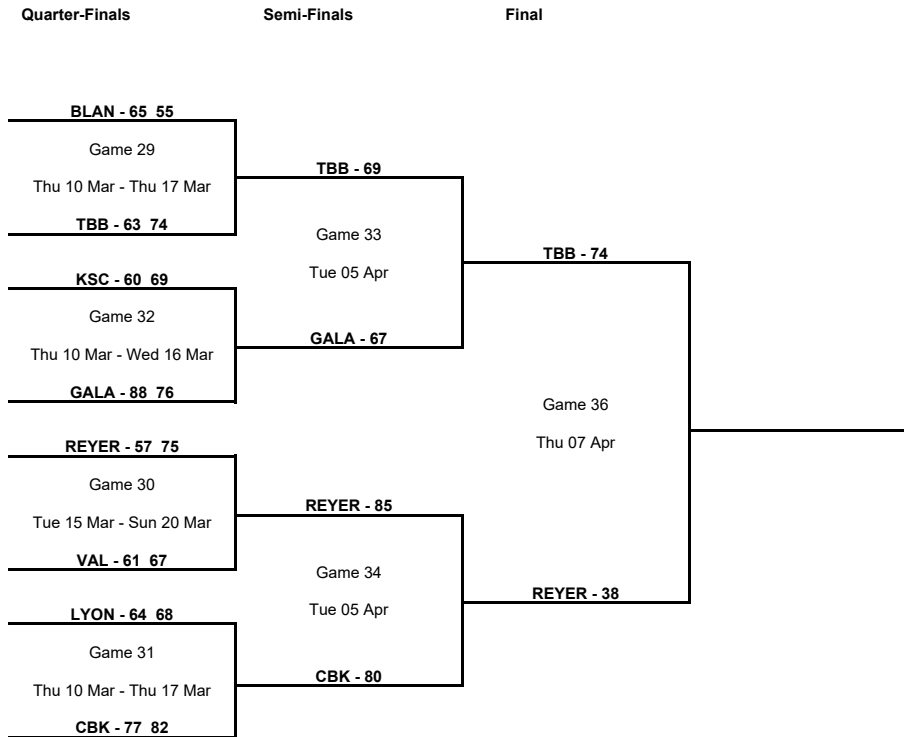 Quarter-Finals Semi-Finals Final
BLAN - 65 55
Game 29
Thu 10 Mar - Thu 17 Mar
TBB - 63 74
KSC - 60 69
Game 32
Thu 10 Mar - Wed 16 Mar
GALA - 88 76
REYER - 57 75
Game 30
Tue 15 Mar - Sun 20 Mar
VAL - 61 67
LYON - 64 68
Game 31
Thu 10 Mar - Thu 17 Mar
CBK - 77 82
TBB - 69
Game 33
Tue 05 Apr
GALA - 67
REYER - 85
Game 34
Tue 05 Apr
CBK - 80
TBB - 74
Game 36
Thu 07 Apr
REYER - 38